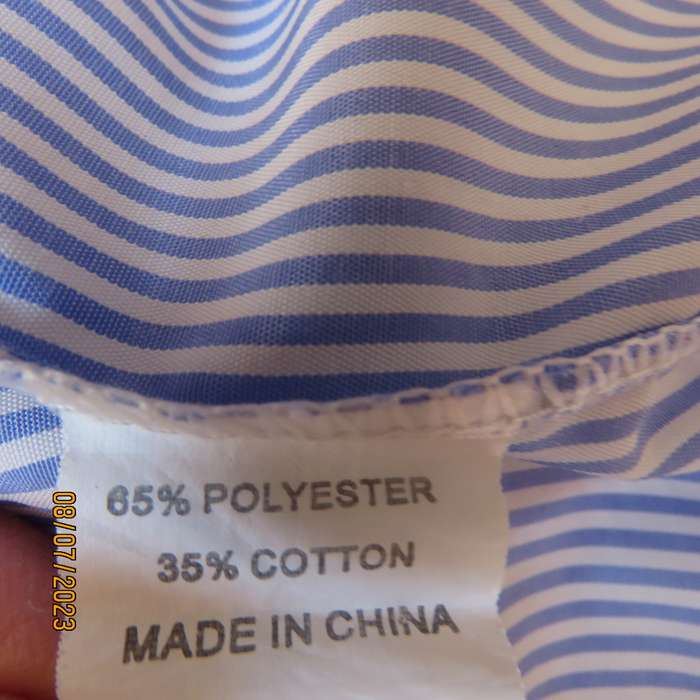 65% POLYESTER
35% COTTON
MADE IN CHINA
08/07/2023